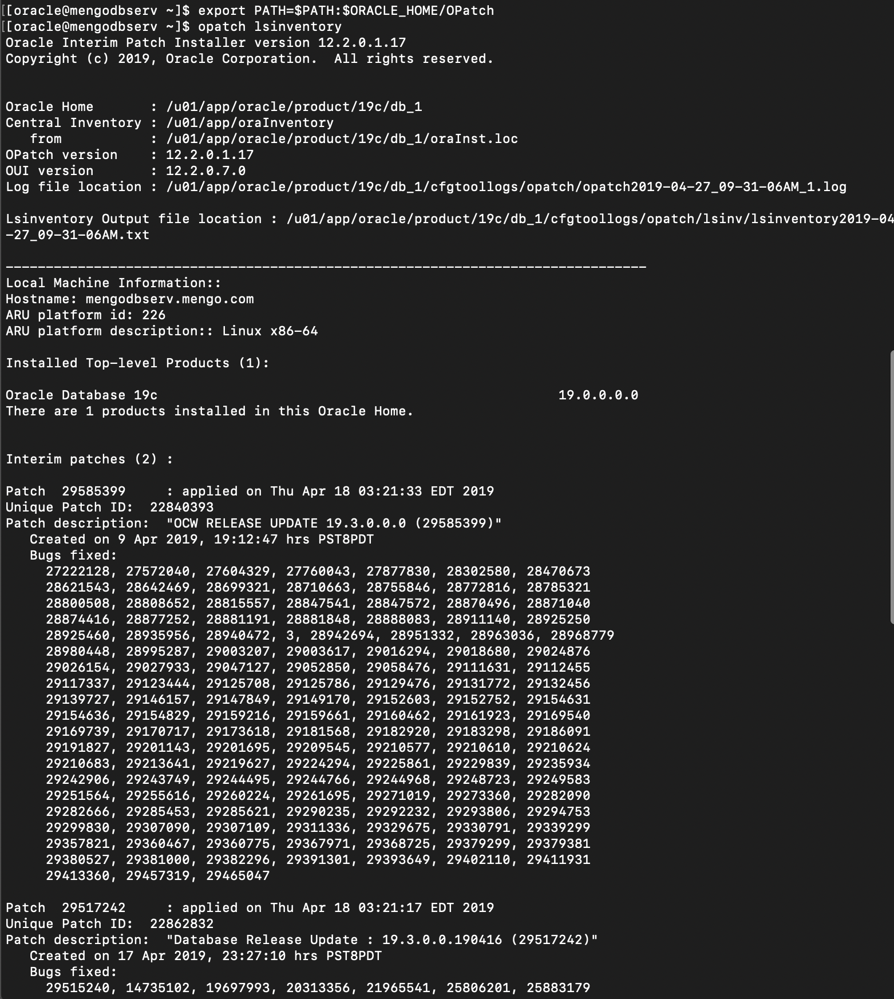 [[oracle@mengodbserv ~]$ export PATH=$PATH:$ORACLE_HOME/OPatch
[[oracle@mengodbserv ~]$ opatch lsinventory
Oracle Interim Patch Installer version 12.2.0.1.17
Copyright (c) 2019, Oracle Corporation.  All rights reserved.
Oracle Home       : /u01/app/oracle/product/19c/db_1
Central Inventory : /u01/app/oraInventory
   from           : /u01/app/oracle/product/19c/db_1/oraInst.loc
OPatch version    : 12.2.0.1.17
OUI version       : 12.2.0.7.0
Log file location : /u01/app/oracle/product/19c/db_1/cfgtoollogs/opatch/opatch2019-04-27_09-31-06AM_1.log
Lsinventory Output file location : /u01/app/oracle/product/19c/db_1/cfgtoollogs/opatch/lsinv/lsinventory2019-04
-27_09-31-06AM.txt
--------------------------------------------------------------------------------
Local Machine Information::
Hostname: mengodbserv.mengo.com
ARU platform id: 226
ARU platform description:: Linux x86-64
Installed Top-level Products (1):
Oracle Database 19c                                                  19.0.0.0.0
There are 1 products installed in this Oracle Home.
Interim patches (2) :
Patch  29585399     : applied on Thu Apr 18 03:21:33 EDT 2019
Unique Patch ID:  22840393
Patch description:  "OCW RELEASE UPDATE 19.3.0.0.0 (29585399)"
   Created on 9 Apr 2019, 19:12:47 hrs PST8PDT
   Bugs fixed:
     27222128, 27572040, 27604329, 27760043, 27877830, 28302580, 28470673
     28621543, 28642469, 28699321, 28710663, 28755846, 28772816, 28785321
     28800508, 28808652, 28815557, 28847541, 28847572, 28870496, 28871040
     28874416, 28877252, 28881191, 28881848, 28888083, 28911140, 28925250
     28925460, 28935956, 28940472, 3, 28942694, 28951332, 28963036, 28968779
     28980448, 28995287, 29003207, 29003617, 29016294, 29018680, 29024876
     29026154, 29027933, 29047127, 29052850, 29058476, 29111631, 29112455
     29117337, 29123444, 29125708, 29125786, 29129476, 29131772, 29132456
     29139727, 29146157, 29147849, 29149170, 29152603, 29152752, 29154631
     29154636, 29154829, 29159216, 29159661, 29160462, 29161923, 29169540
     29169739, 29170717, 29173618, 29181568, 29182920, 29183298, 29186091
     29191827, 29201143, 29201695, 29209545, 29210577, 29210610, 29210624
     29210683, 29213641, 29219627, 29224294, 29225861, 29229839, 29235934
     29242906, 29243749, 29244495, 29244766, 29244968, 29248723, 29249583
     29251564, 29255616, 29260224, 29261695, 29271019, 29273360, 29282090
     29282666, 29285453, 29285621, 29290235, 29292232, 29293806, 29294753
     29299830, 29307090, 29307109, 29311336, 29329675, 29330791, 29339299
     29357821, 29360467, 29360775, 29367971, 29368725, 29379299, 29379381
     29380527, 29381000, 29382296, 29391301, 29393649, 29402110, 29411931
     29413360, 29457319, 29465047
Patch  29517242     : applied on Thu Apr 18 03:21:17 EDT 2019
Unique Patch ID:  22862832
Patch description:  "Database Release Update : 19.3.0.0.190416 (29517242)"
   Created on 17 Apr 2019, 23:27:10 hrs PST8PDT
   Bugs fixed:
     29515240, 14735102, 19697993, 20313356, 21965541, 25806201, 25883179